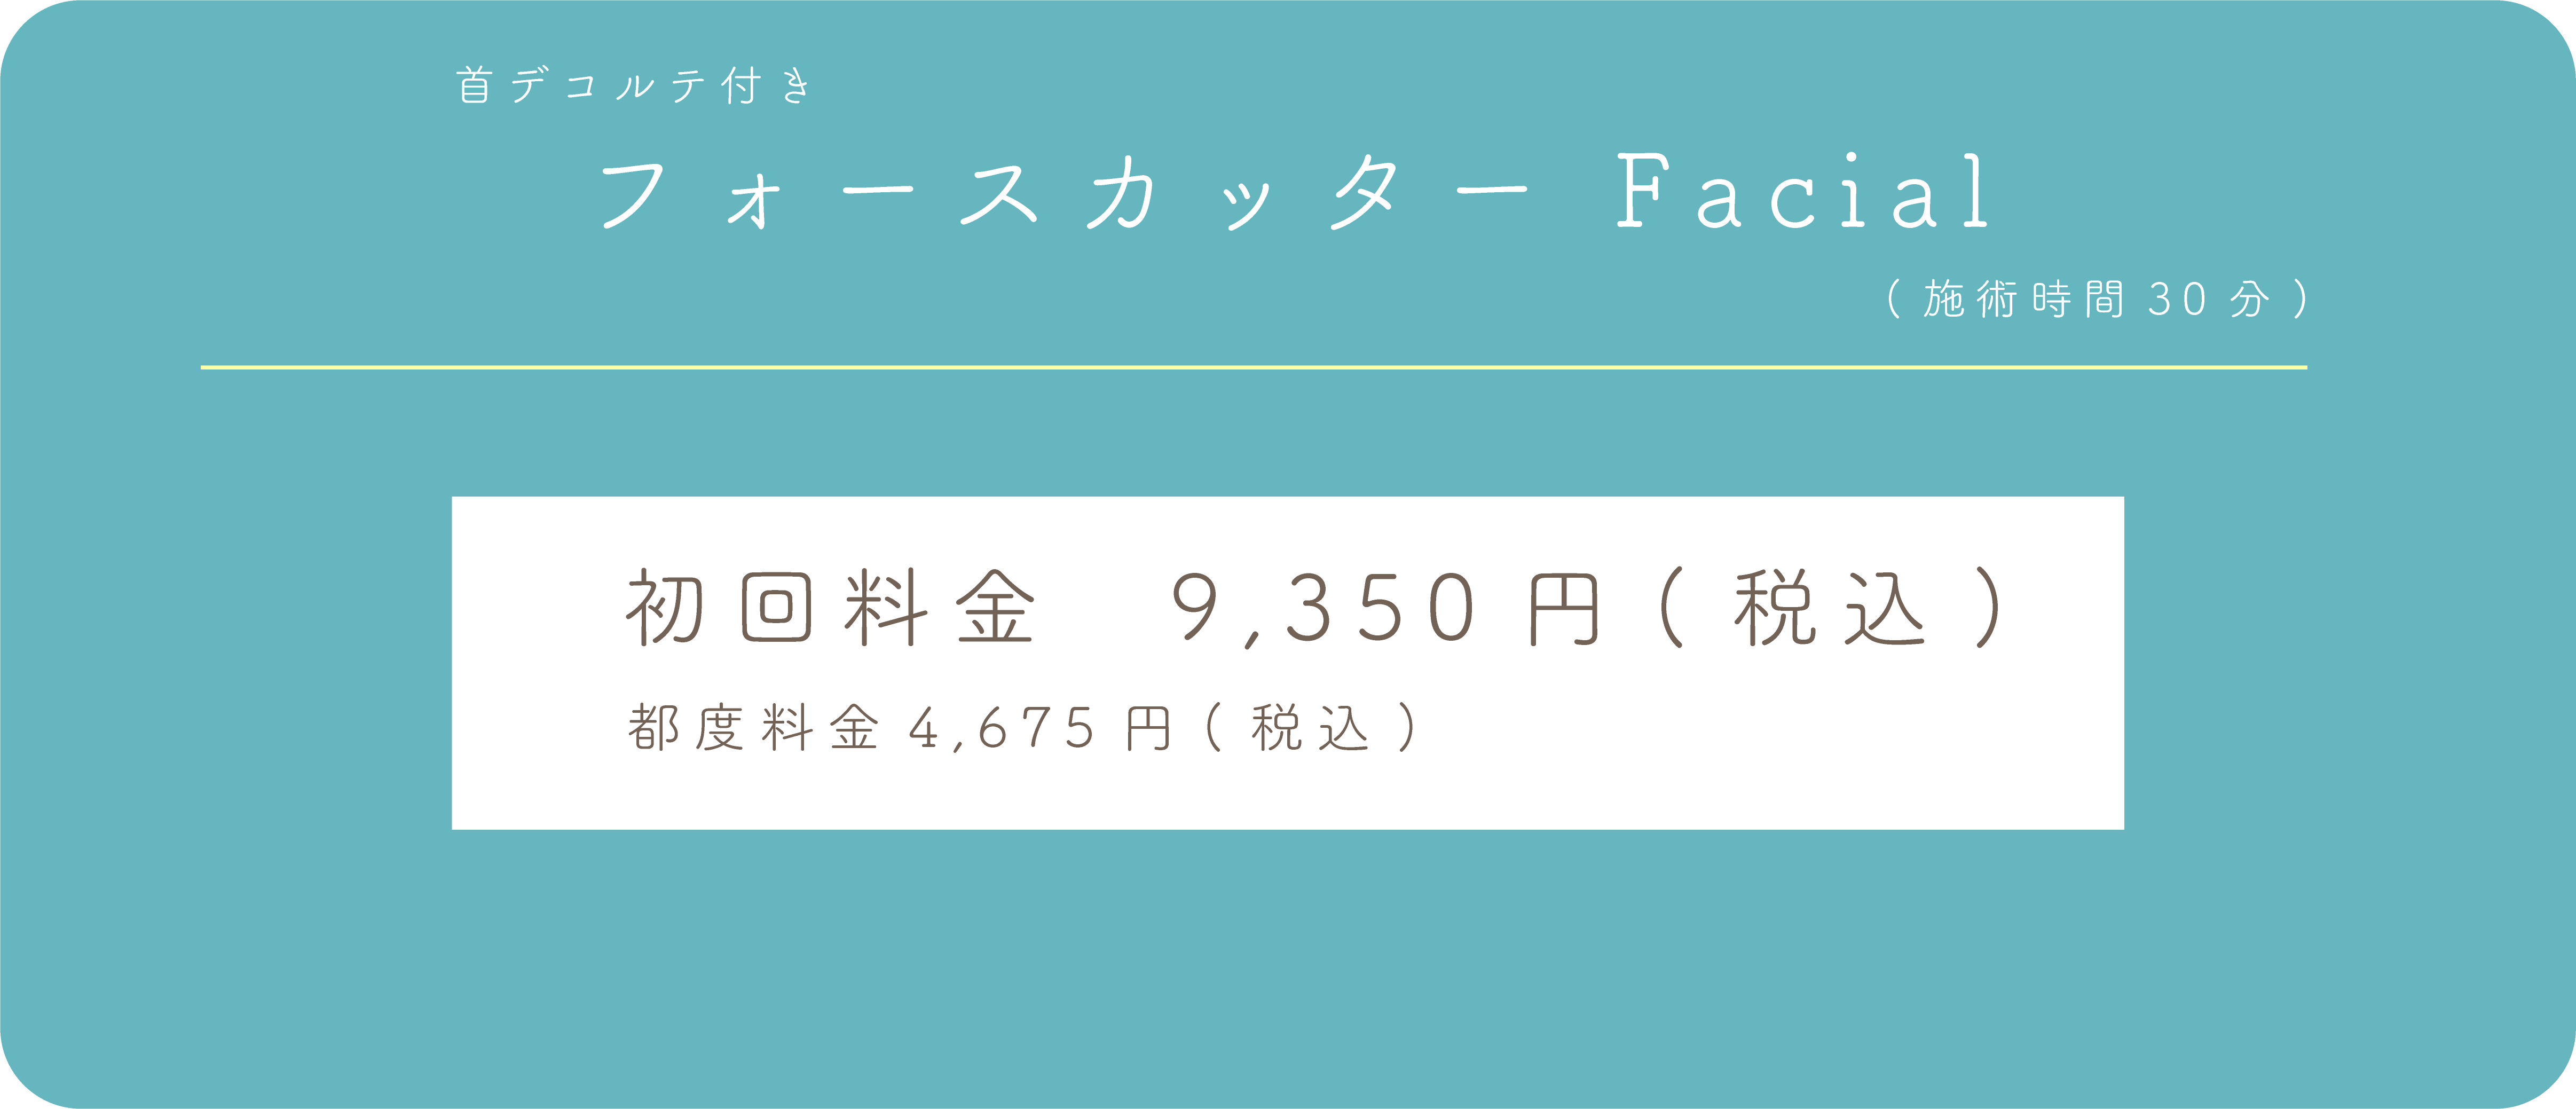 首デコルテ付き
フォースカッター Facial
(施術時間30分)
初回料金　9,350円(税込)
都度料金4,675円(税込)